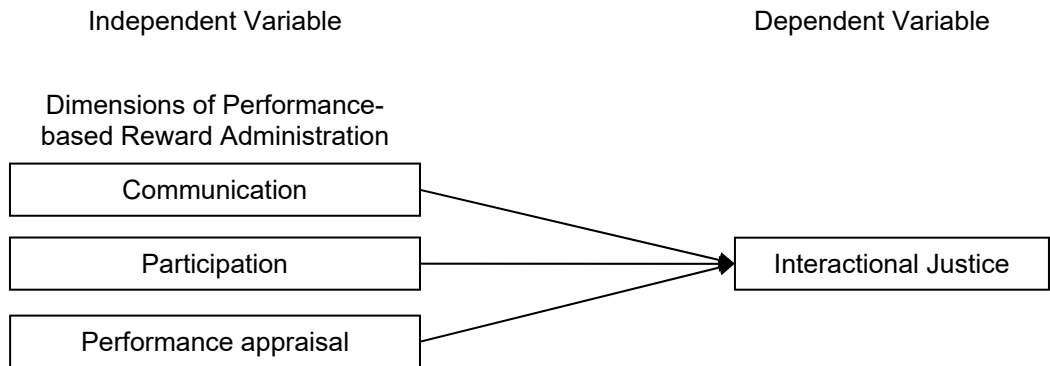 Independent Variable
Dependent Variable
Dimensions of Performance-
based Reward Administration
Communication
Participation
Interactional Justice
Performance appraisal